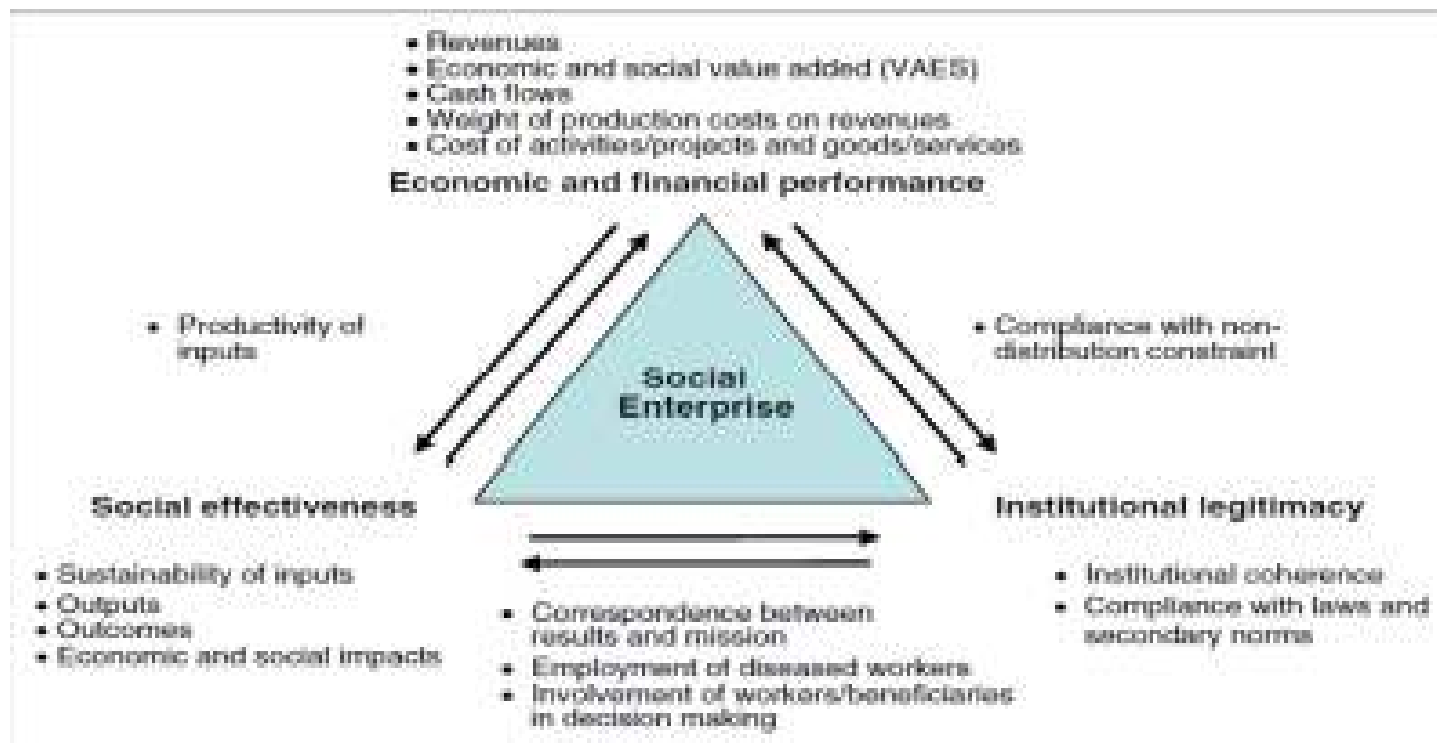 • Revenues
• Economic and social value added (VAES)
• Cash flows
• Weight of production costs on revenues
• Cost of activities/projects and goods/services
Economic and financial performance
• Productivity of
inputs
• Compliance with non-
distribution constraint
Social
Enterprise
Social effectiveness
Institutional legitimacy
• Sustainability of inputs
• Outputs
• Outcomes
• Economic and social impacts
• Correspondence between
results and mission
• Employment of diseased workers
• Involvement of workers/beneficiaries
in decision making
• Institutional coherence
• Compliance with laws and
secondary norms